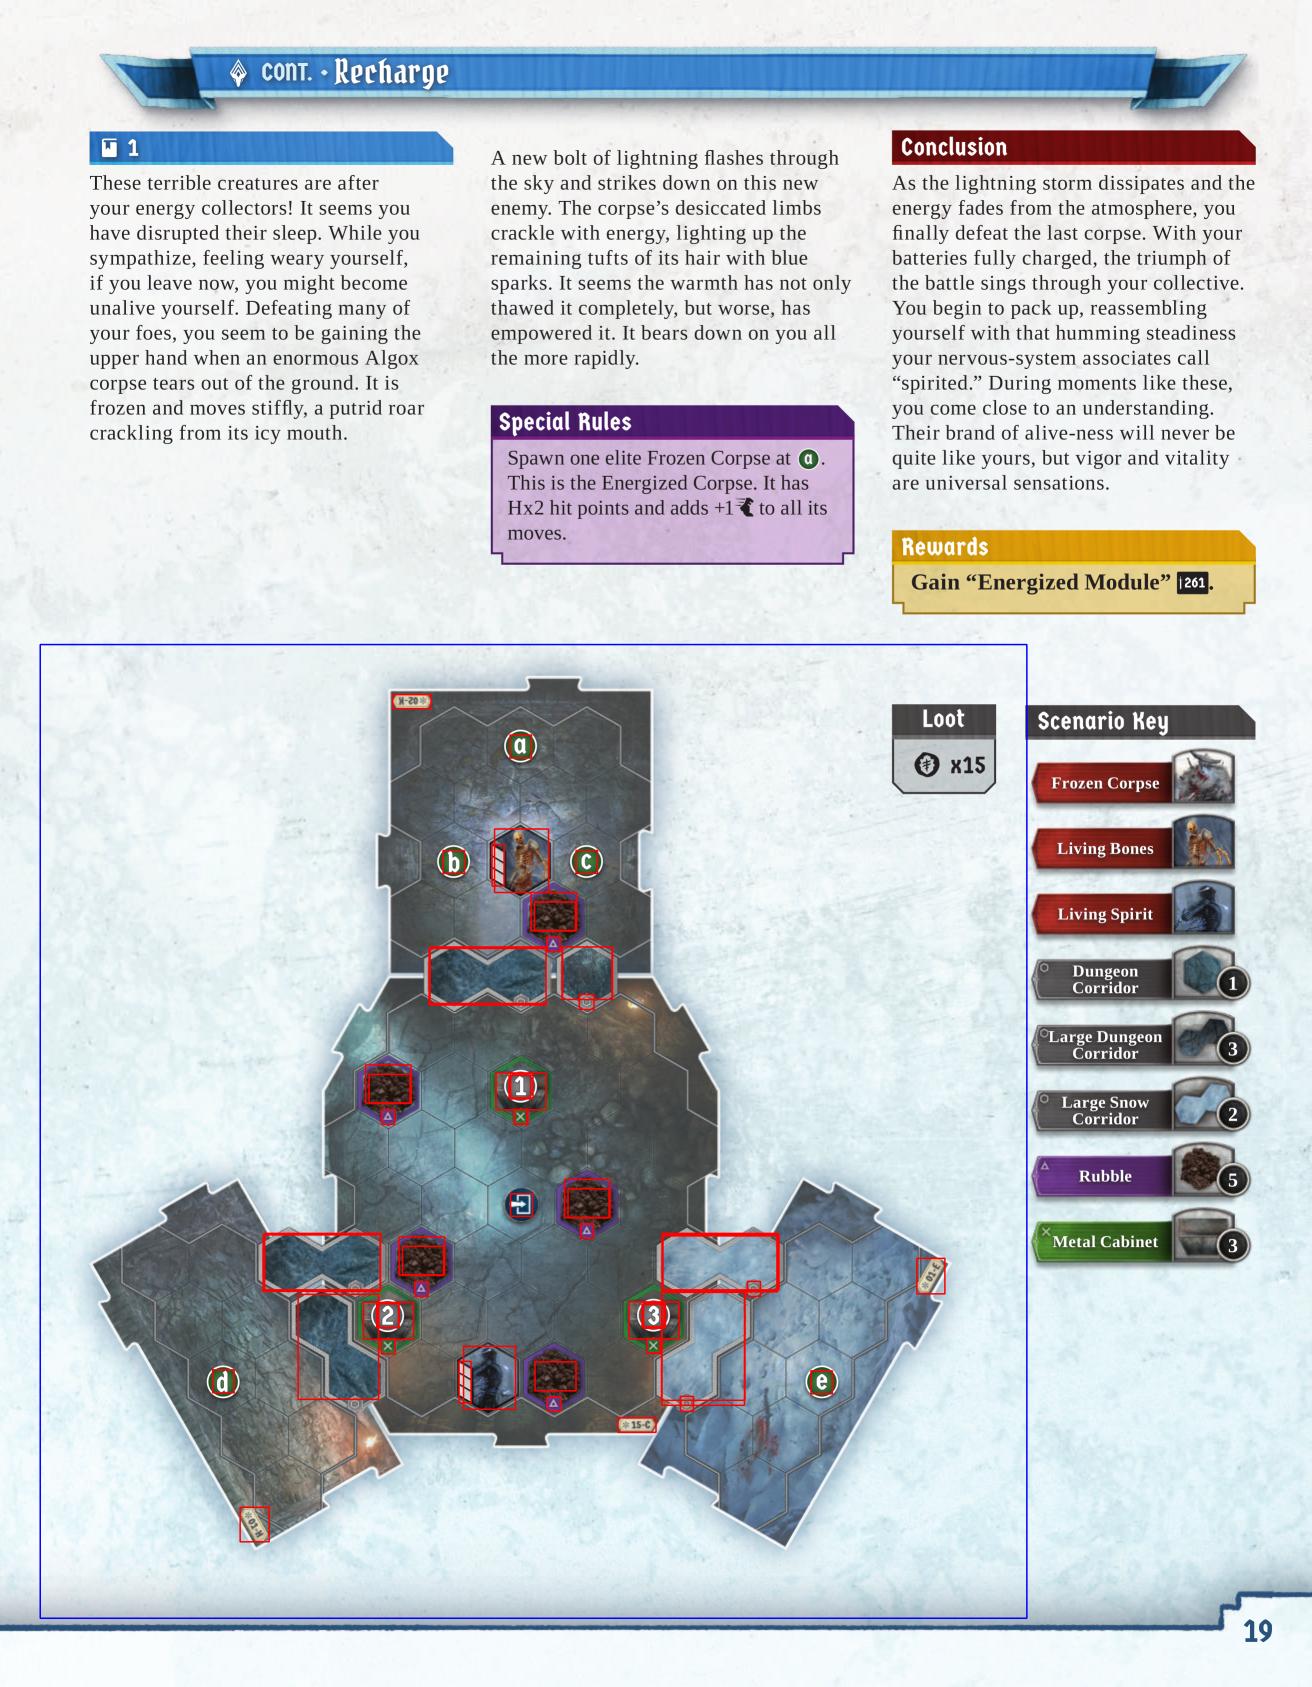 CONT. · Recharge
1
These terrible creatures are after
your energy collectors! It seems you
have disrupted their sleep. While you
sympathize, feeling weary yourself,
if you leave now, you might become
unalive yourself. Defeating many of
your foes, you seem to be gaining the
upper hand when an enormous Algox
corpse tears out of the ground. It is
frozen and moves stiffly, a putrid roar
crackling from its icy mouth.
A new bolt of lightning flashes through
the sky and strikes down on this new
enemy. The corpse’s desiccated limbs
crackle with energy, lighting up the
remaining tufts of its hair with blue
sparks. It seems the warmth has not only
thawed it completely, but worse, has
empowered it. It bears down on you all
the more rapidly.
Special Rules
Spawn one elite Frozen Corpse at a.
This is the Energized Corpse. It has
Hx2 hit points and adds +1 to all its
moves.
Conclusion
As the lightning storm dissipates and the
energy fades from the atmosphere, you
finally defeat the last corpse. With your
batteries fully charged, the triumph of
the battle sings through your collective.
You begin to pack up, reassembling
yourself with that humming steadiness
your nervous-system associates call
“spirited.” During moments like these,
you come close to an understanding.
Their brand of alive-ness will never be
quite like yours, but vigor and vitality
are universal sensations.
Rewards
Gain “Energized Module” 261.
02-K
a
b
c
1
2
3
d
e
01-E
15-C
01-H
Loot
x15
Scenario Key
Frozen Corpse
Living Bones
Living Spirit
Dungeon
Corridor
1
Large Dungeon
Corridor
3
Large Snow
Corridor
2
Rubble
5
Metal Cabinet
3
19